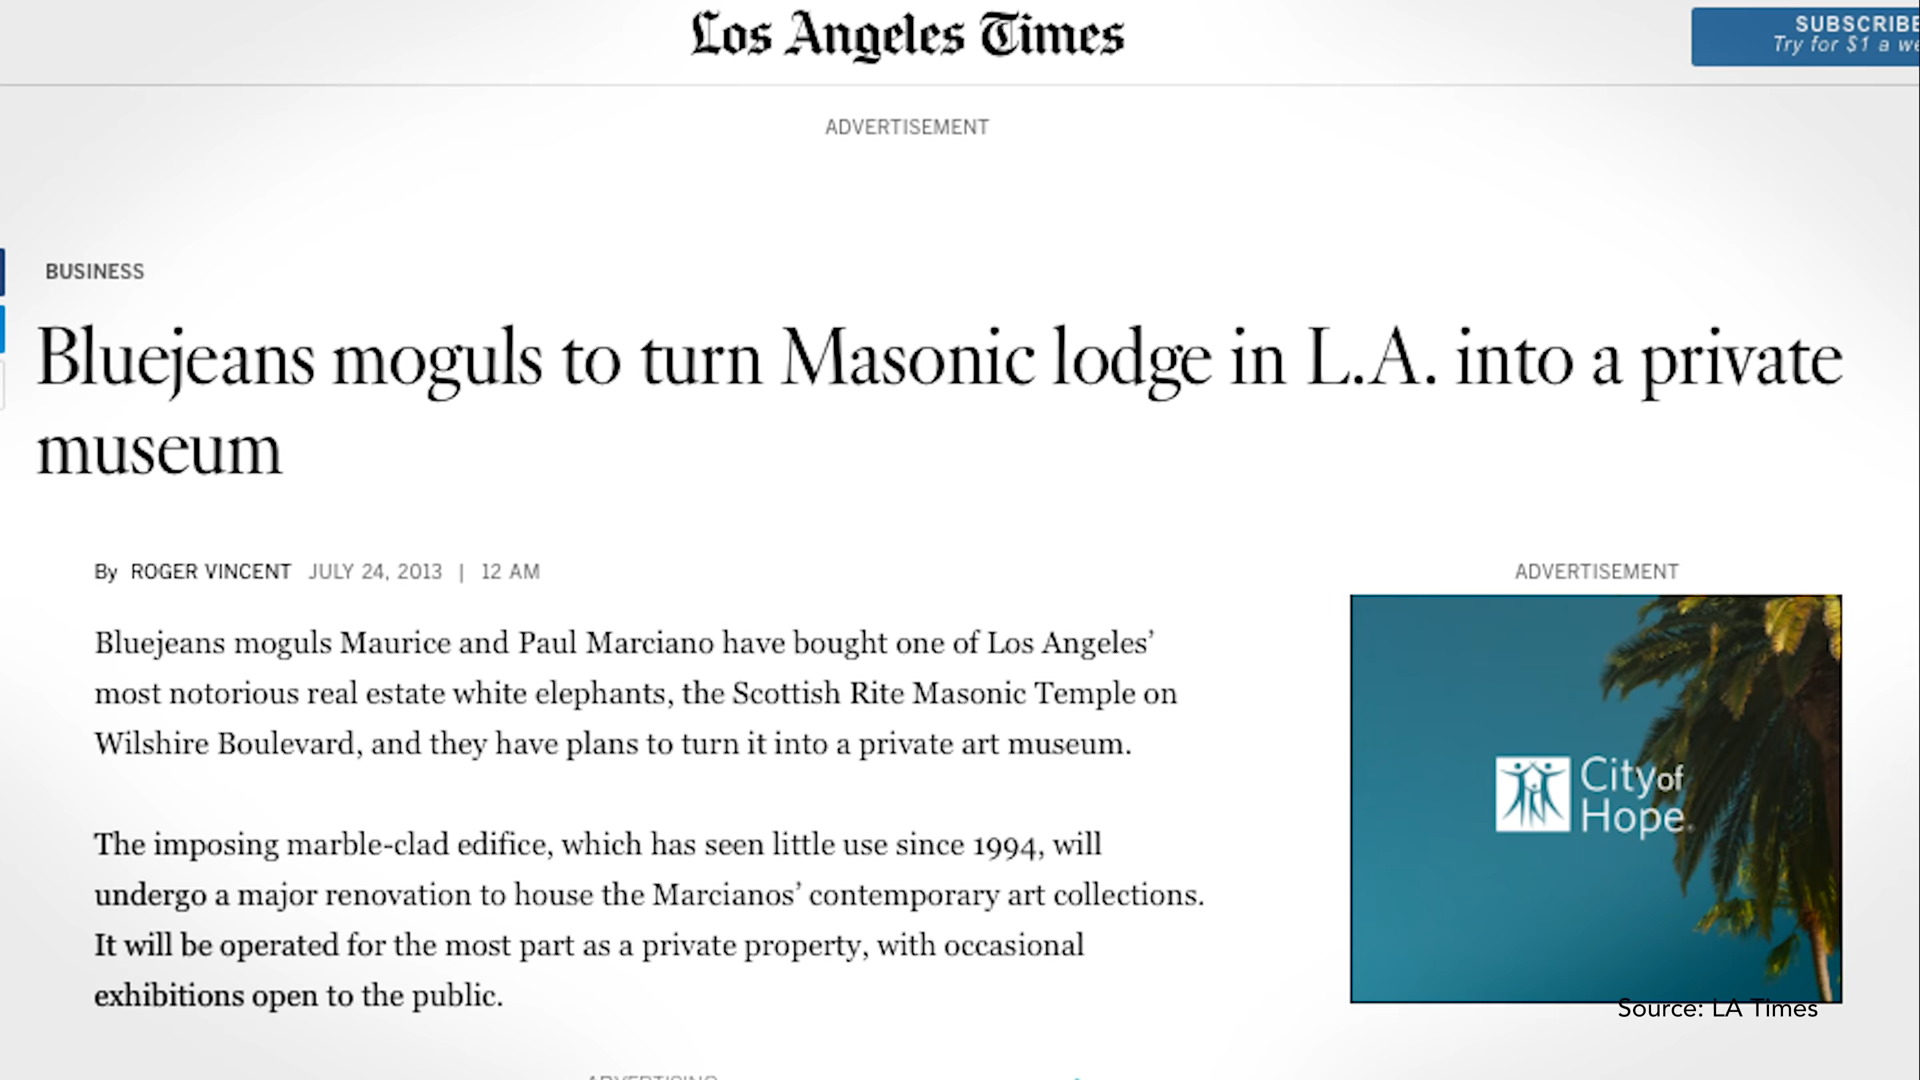 Los Angeles Times
SUBSCRIBE
Try for $1 a
ADVERTISEMENT
BUSINESS
Bluejeans moguls to turn Masonic lodge in L.A. into a private
museum
By ROGER VINCENT JULY 24, 2013 | 12 AM
ADVERTISEMENT
Bluejeans moguls Maurice and Paul Marciano have bought one of Los Angeles’
most notorious real estate white elephants, the Scottish Rite Masonic Temple on
Wilshire Boulevard, and they have plans to turn it into a private art museum.
City of
Hope.
The imposing marble-clad edifice, which has seen little use since 1994, will
undergo a major renovation to house the Marcianos’ contemporary art collections.
It will be operated for the most part as a private property, with occasional
exhibitions open to the public.
Source: LA Times